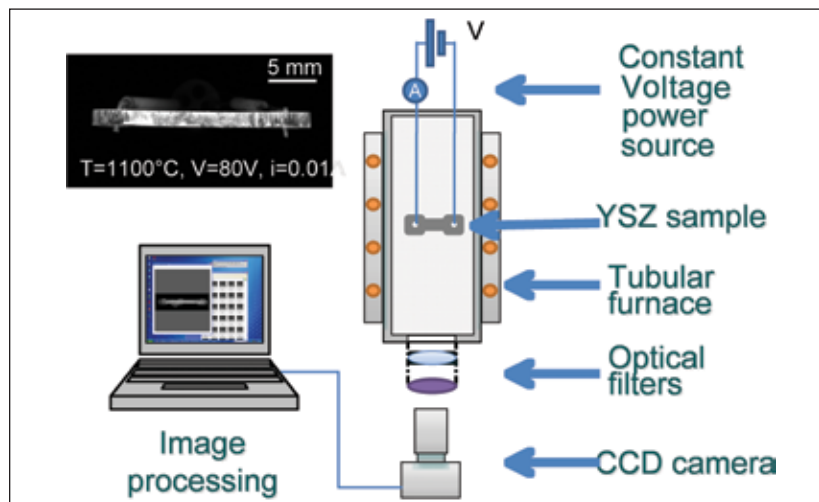 5 mm
T=1100°C, V=80V, i=0.01A
V
A
Constant
Voltage
power
source
YSZ sample
Tubular
furnace
Optical
filters
CCD camera
Image
processing